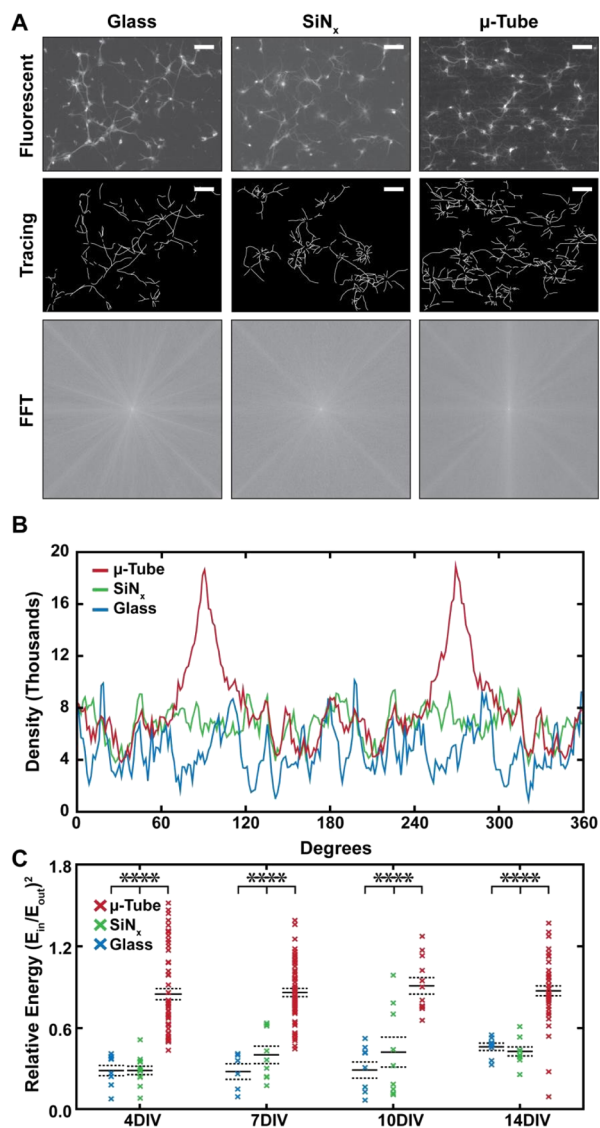 A
Glass SiNₓ μ-Tube
Fluorescent
Tracing
FFT
B
20
16
12
8
4
0
Density (Thousands)
μ-Tube
SiNₓ
Glass
0 60 120 180 240 300 360
Degrees
C
1.8
1.2
0.6
0.0
Relative Energy (E_in/E_out)²
**** **** **** ****
μ-Tube
SiNₓ
Glass
4DIV 7DIV 10DIV 14DIV